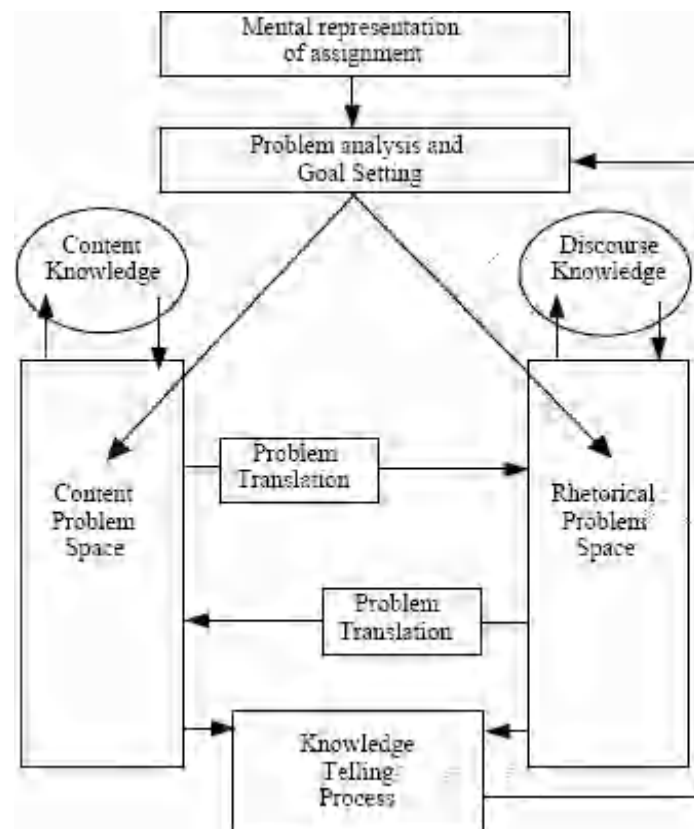 Mental representation
of assignment
Problem analysis and
Goal Setting
Content
Knowledge
Discourse
Knowledge
Problem
Translation
Content
Problem
Space
Rhetorical
Problem
Space
Problem
Translation
Knowledge
Telling
Process